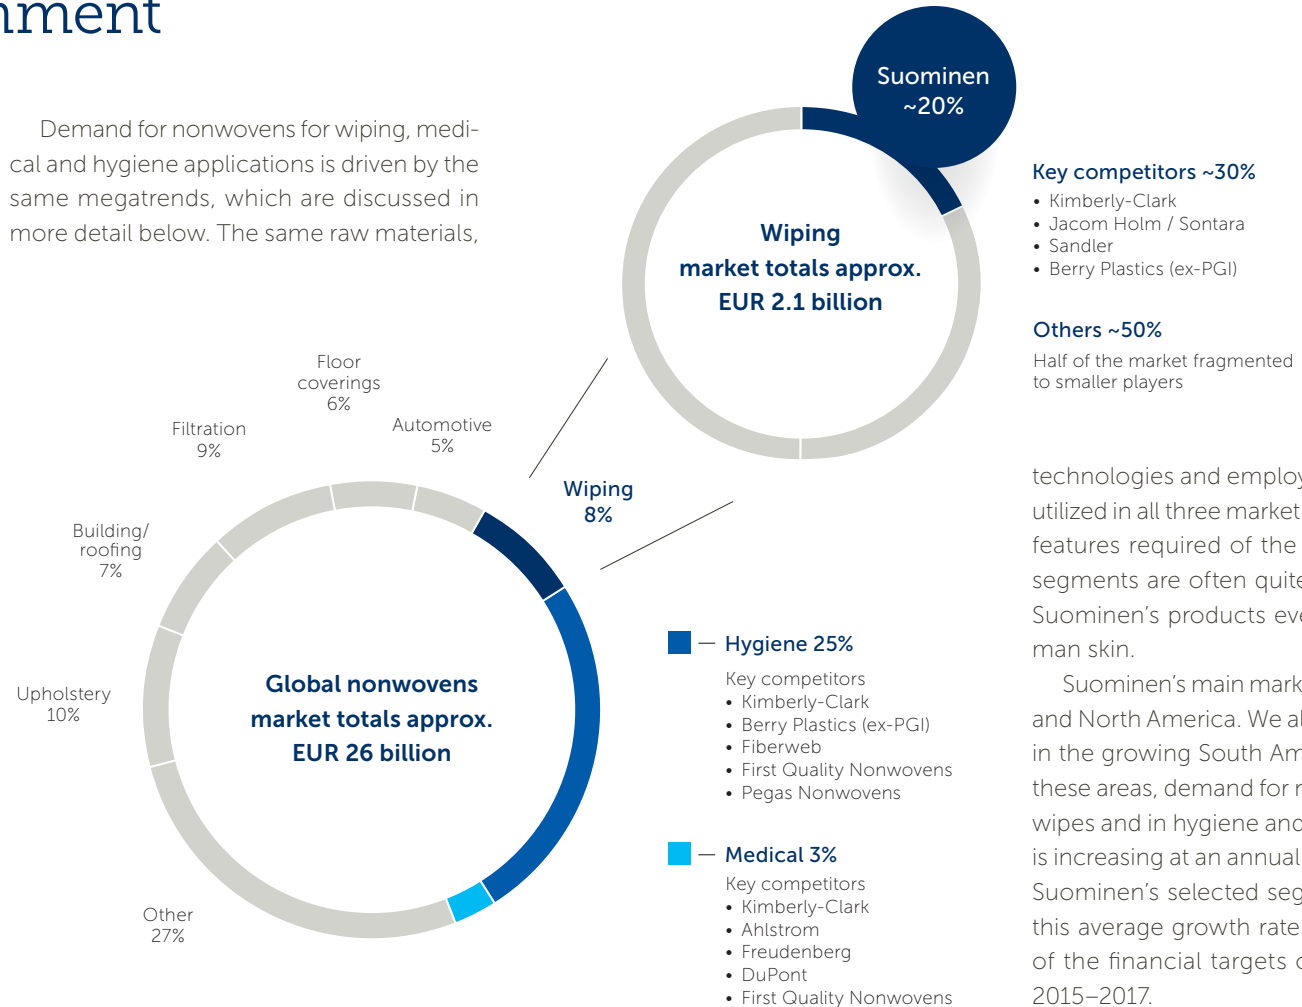 Demand for nonwovens for wiping, medi-
cal and hygiene applications is driven by the
same megatrends, which are discussed in
more detail below. The same raw materials,
Suominen
~20%
Wiping
market totals approx.
EUR 2.1 billion
Key competitors ~30%
• Kimberly-Clark
• Jacom Holm / Sontara
• Sandler
• Berry Plastics (ex-PGI)
Others ~50%
Half of the market fragmented
to smaller players
Floor
coverings
6%
Automotive
5%
Filtration
9%
Wiping
8%
Building/
roofing
7%
Upholstery
10%
Other
27%
Global nonwovens
market totals approx.
EUR 26 billion
Hygiene 25%
Key competitors
• Kimberly-Clark
• Berry Plastics (ex-PGI)
• Fiberweb
• First Quality Nonwovens
• Pegas Nonwovens
Medical 3%
Key competitors
• Kimberly-Clark
• Ahlstrom
• Freudenberg
• DuPont
• First Quality Nonwovens
technologies and employ
utilized in all three market
features required of the
segments are often quite
Suominen's products eve
man skin.
Suominen's main mark
and North America. We al
in the growing South Am
these areas, demand for
wipes and in hygiene and
is increasing at an annual
Suominen's selected seg
this average growth rate
of the financial targets
2015–2017.